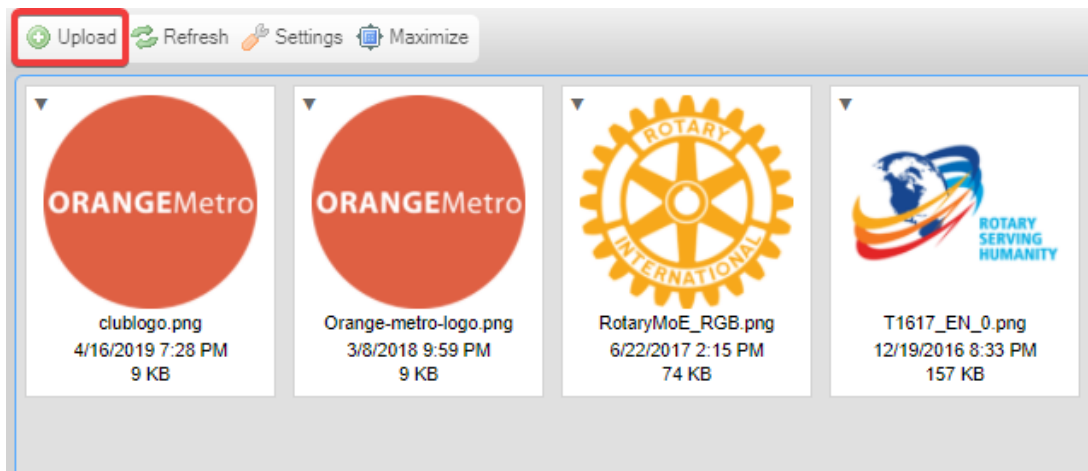 Upload Refresh Settings Maximize
ORANGEMetro
ORANGEMetro
ROTARY
INTERNATIONAL
ROTARY
SERVING
HUMANITY
clublogo.png
4/16/2019 7:28 PM
9 KB
Orange-metro-logo.png
3/8/2018 9:59 PM
9 KB
RotaryMoE_RGB.png
6/22/2017 2:15 PM
74 KB
T1617_EN_0.png
12/19/2016 8:33 PM
157 KB